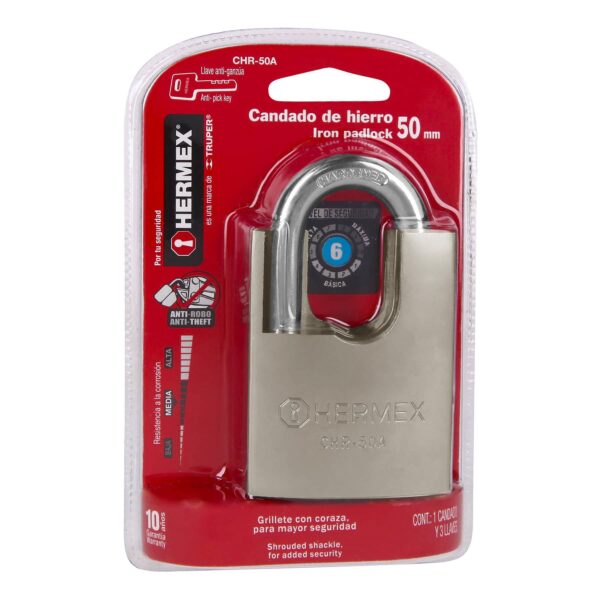 CHR-50A
Llave anti-ganzúa
Anti- pick key
Candado de hierro
Iron padlock 50 mm
HARDENED
NIVEL DE SEGURIDAD
ALTA
MÁXIMA
6
BÁSICA
HERMEX®
es una marca de TRUPER®
Por tu seguridad
ANTI-ROBO
ANTI-THEFT
Resistencia a la corrosión
BAJA MEDIA ALTA
HERMEX
CHR-50A
10 años
Garantía
Warranty
Grillete con coraza,
para mayor seguridad
Shrouded shackle,
for added security
CONT.: 1 CANDADO
Y 3 LLAVES